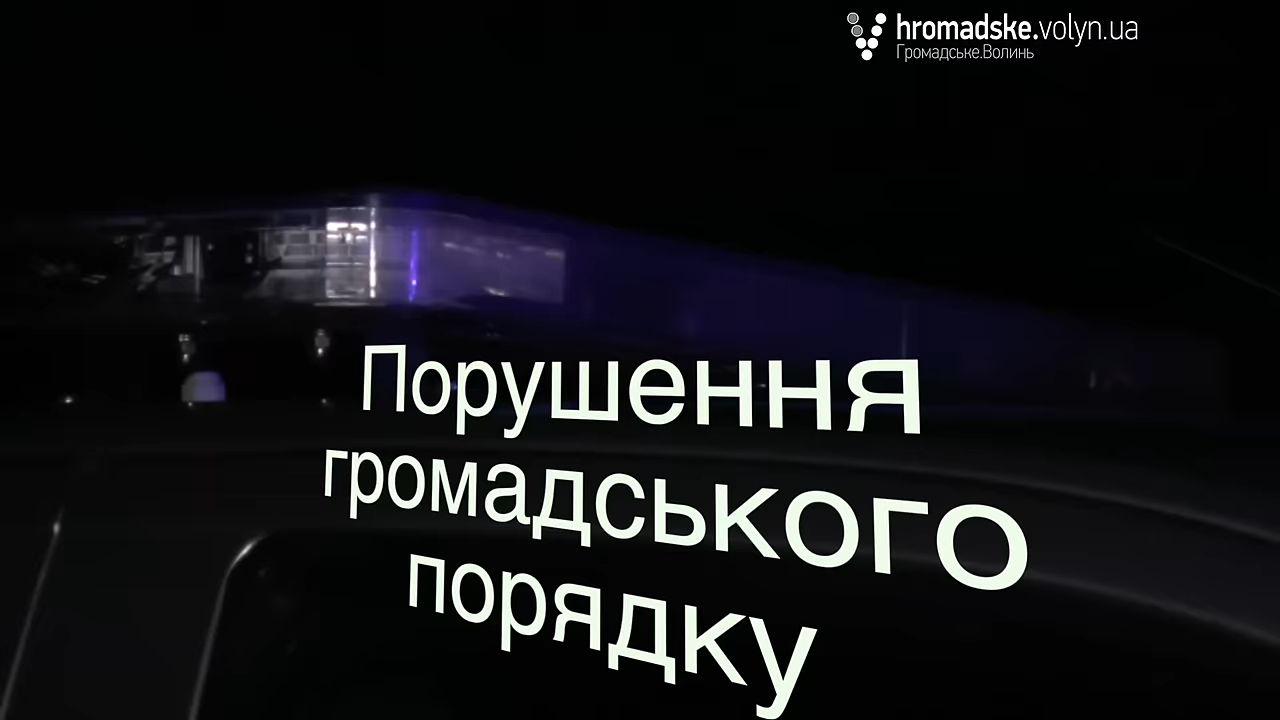 hromadske.volyn.ua
Громадське.Волинь
Порушення
громадського
порядку